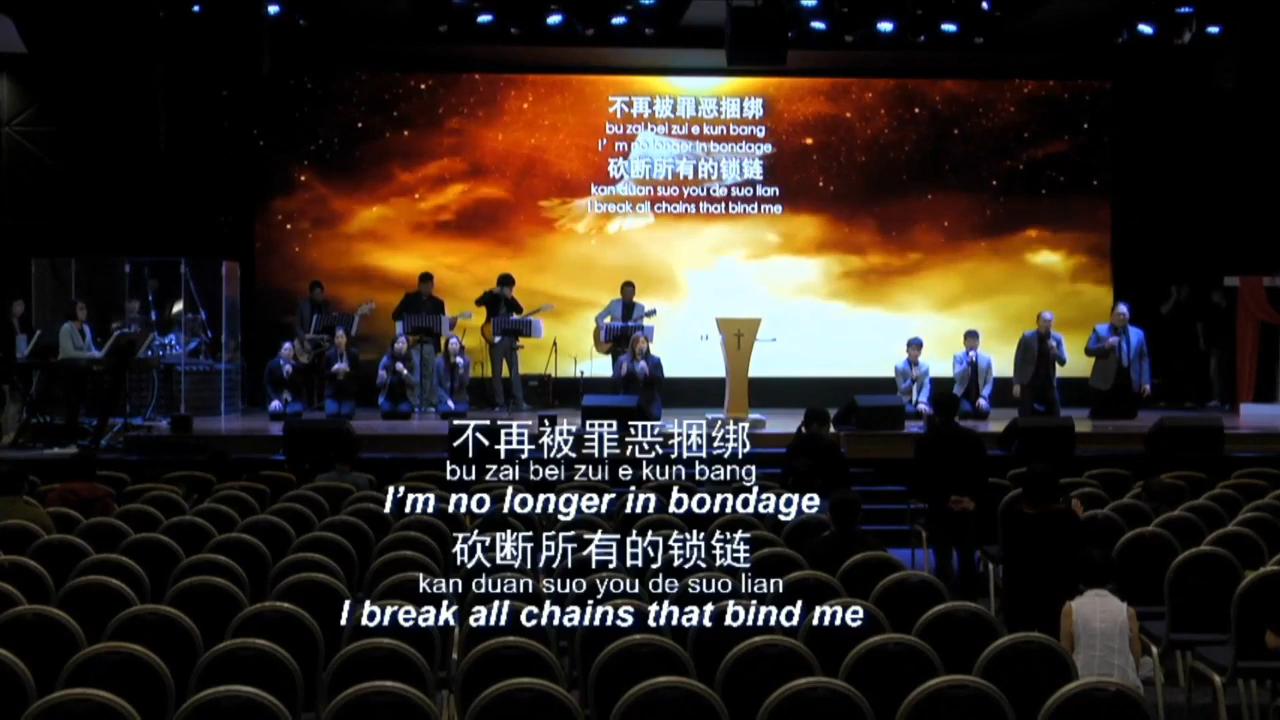 不再被罪恶捆绑
bu zai bei zui e kun bang
I'm no longer in bondage
砍断所有的锁链
kan duan suo you de suo lian
I break all chains that bind me
不再被罪恶捆绑
bu zai bei zui e kun bang
I'm no longer in bondage
砍断所有的锁链
kan duan suo you de suo lian
I break all chains that bind me